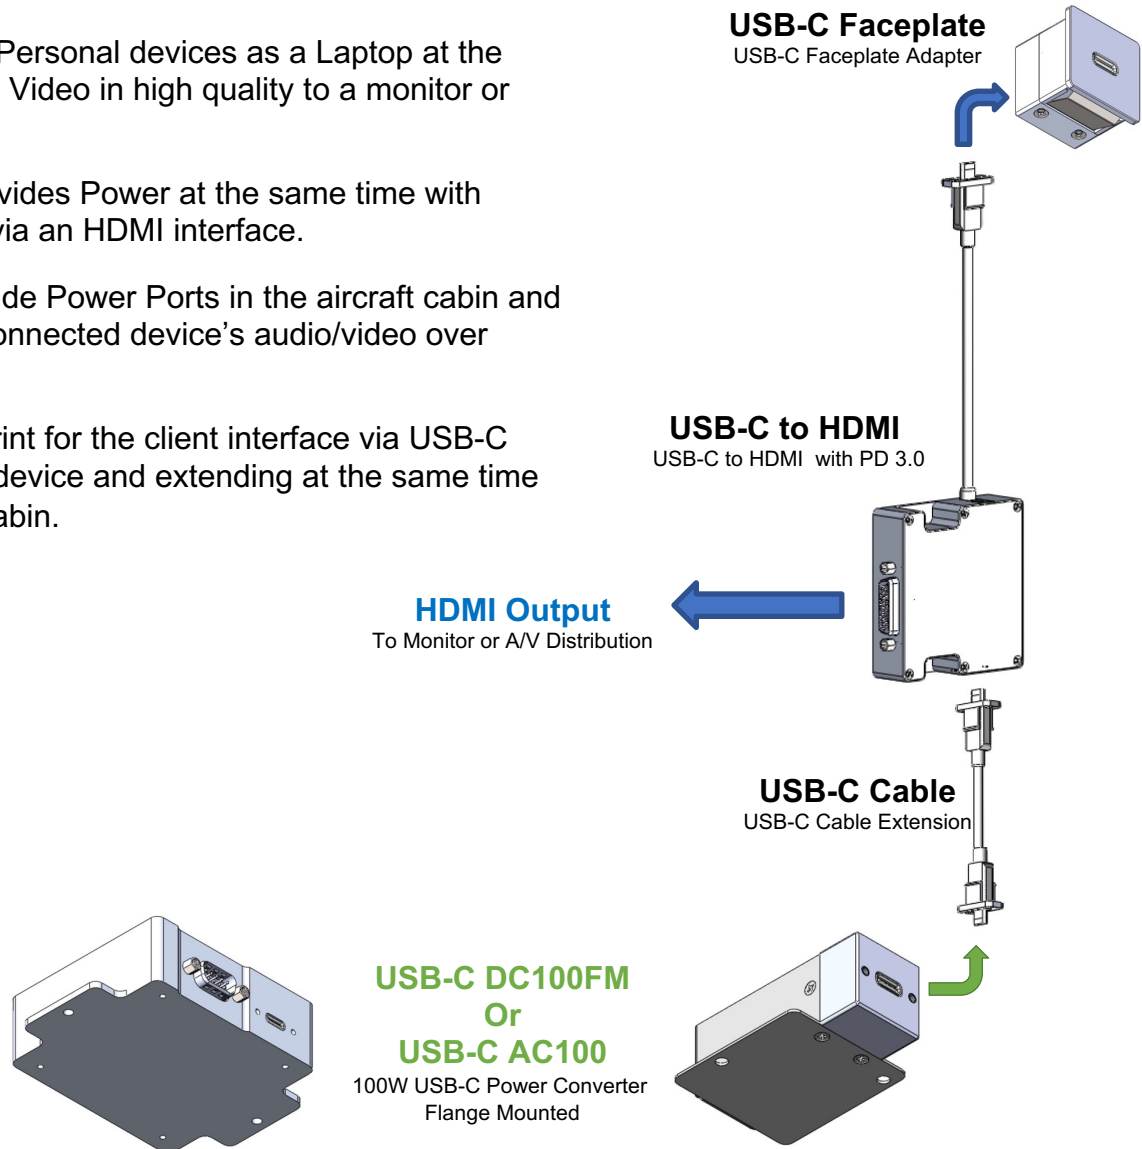 Personal devices as a Laptop at the
Video in high quality to a monitor or
vides Power at the same time with
via an HDMI interface.
de Power Ports in the aircraft cabin and
onnected device’s audio/video over
rint for the client interface via USB-C
device and extending at the same time
abin.
USB-C Faceplate
USB-C Faceplate Adapter
USB-C to HDMI
USB-C to HDMI with PD 3.0
HDMI Output
To Monitor or A/V Distribution
USB-C Cable
USB-C Cable Extension
USB-C DC100FM
Or
USB-C AC100
100W USB-C Power Converter
Flange Mounted